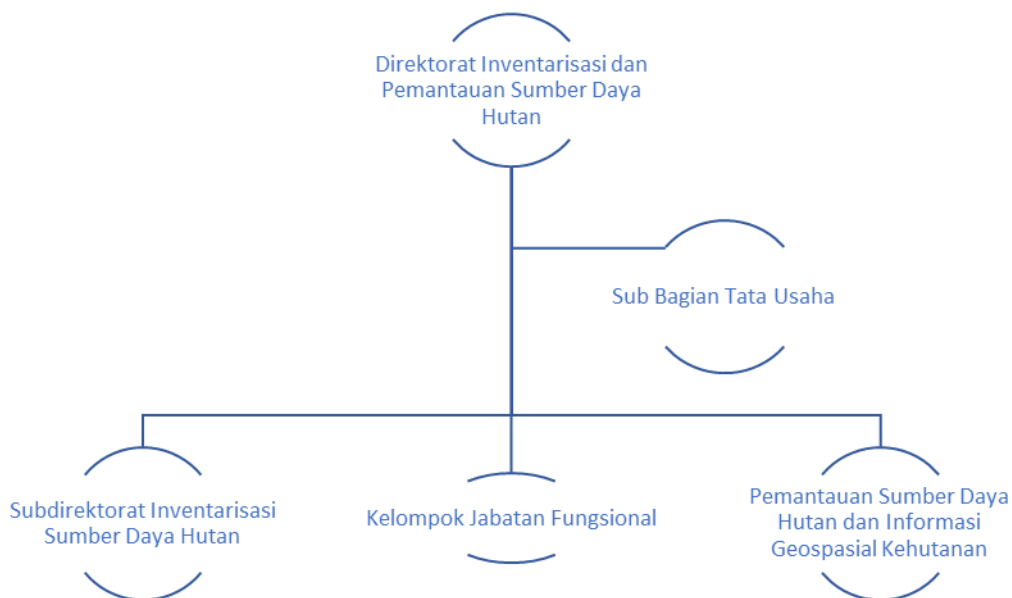 Direktorat Inventarisasi dan
Pemantauan Sumber Daya
Hutan
Sub Bagian Tata Usaha
Subdirektorat Inventarisasi
Sumber Daya Hutan
Kelompok Jabatan Fungsional
Pemantauan Sumber Daya
Hutan dan Informasi
Geospasial Kehutanan